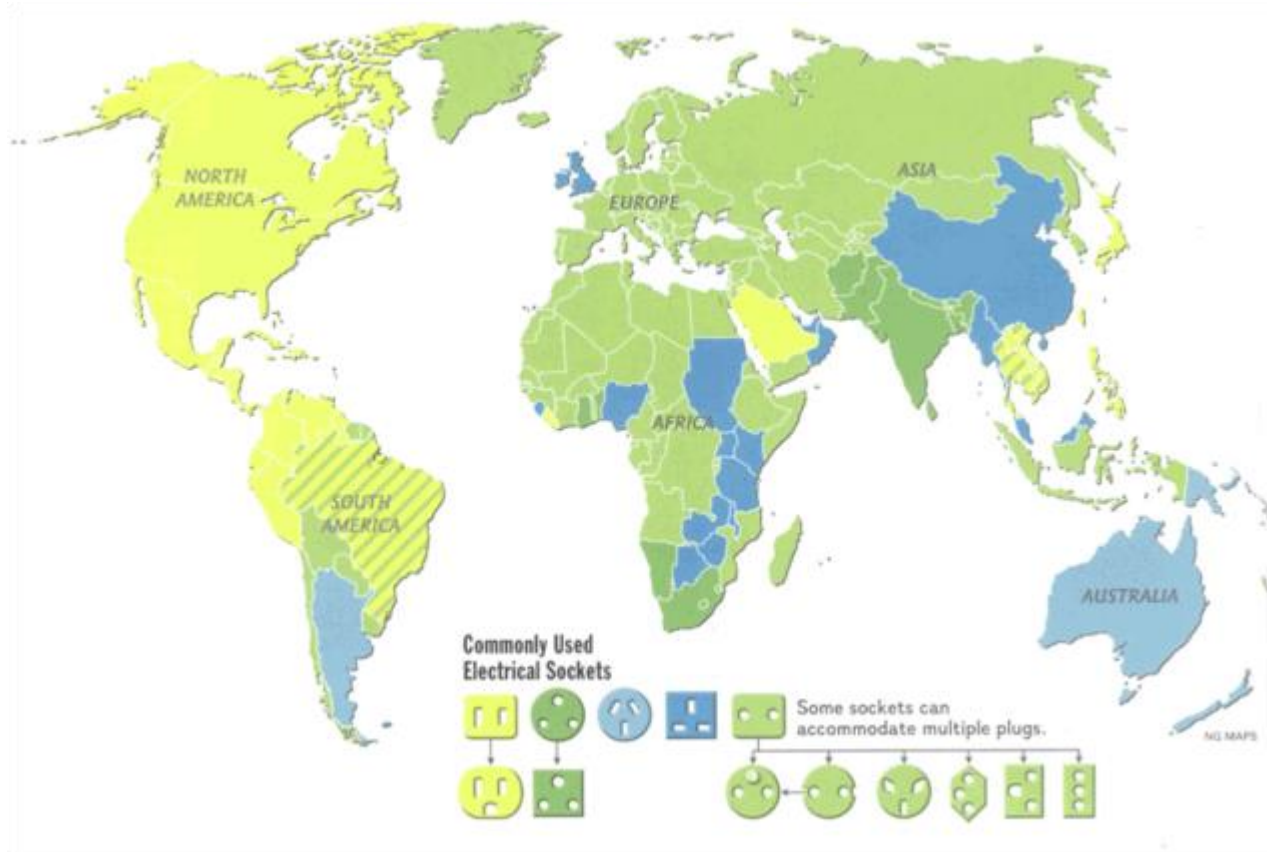 NORTH
AMERICA
EUROPE
ASIA
AFRICA
SOUTH
AMERICA
AUSTRALIA
Commonly Used
Electrical Sockets
Some sockets can
accommodate multiple plugs.
NG MAPS